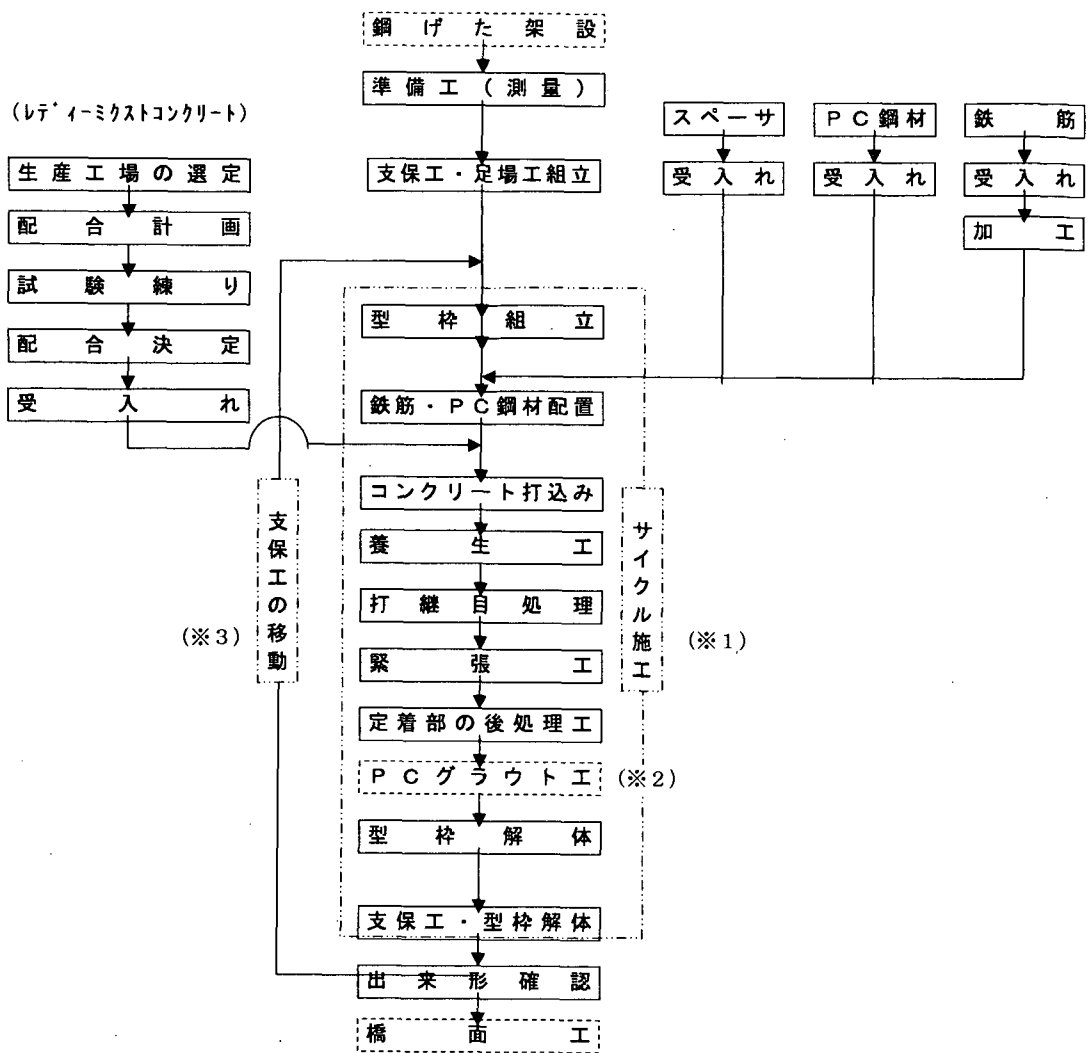 鋼げた架設
準備工(測量)
(レディーミクストコンクリート)
スペーサ
PC鋼材
鉄筋
生産工場の選定
支保工・足場工組立
受入れ
受入れ
受入れ
配合計画
加工
試験練り
型枠組立
配合決定
受入れ
鉄筋・PC鋼材配置
コンクリート打込み
支保工の移動
サイクル施工
養生工
打継目処理
(※3)
(※1)
緊張工
定着部の後処理工
PCグラウト工
(※2)
型枠解体
支保工・型枠解体
出来形確認
橋面工